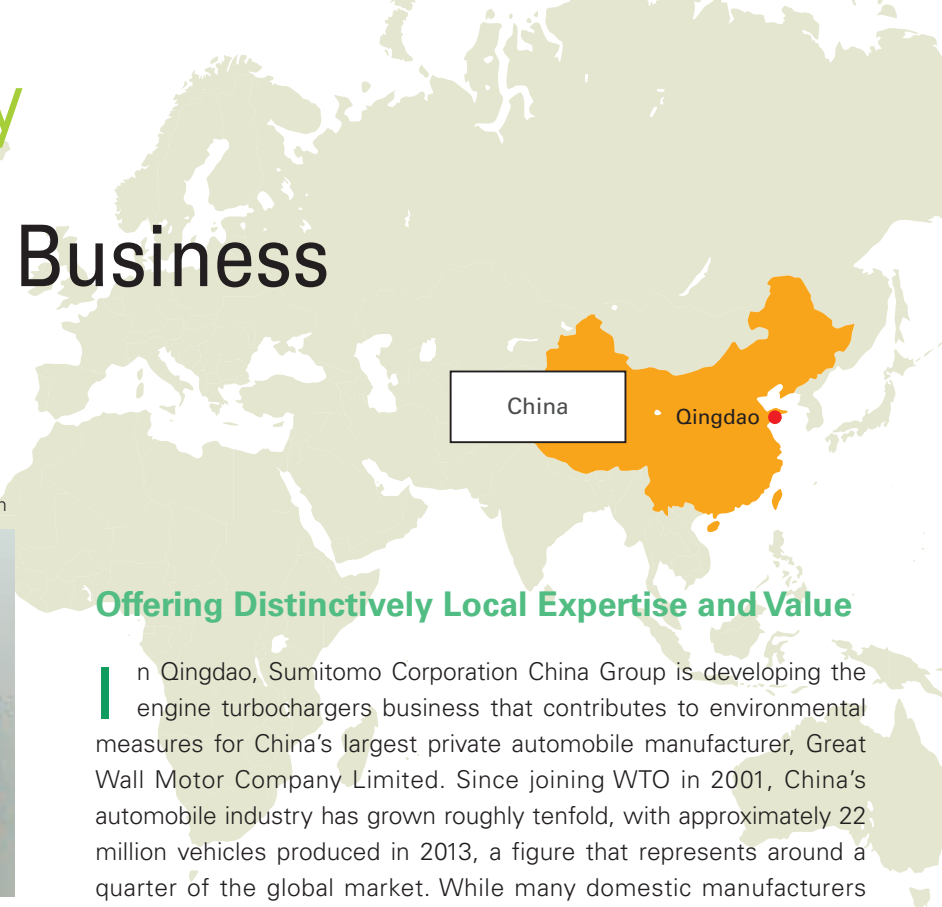 y
Business
China
Qingdao
n
Offering Distinctively Local Expertise and Value
In Qingdao, Sumitomo Corporation China Group is developing the
engine turbochargers business that contributes to environmental
measures for China's largest private automobile manufacturer, Great
Wall Motor Company Limited. Since joining WTO in 2001, China's
automobile industry has grown roughly tenfold, with approximately 22
million vehicles produced in 2013, a figure that represents around a
quarter of the global market. While many domestic manufacturers